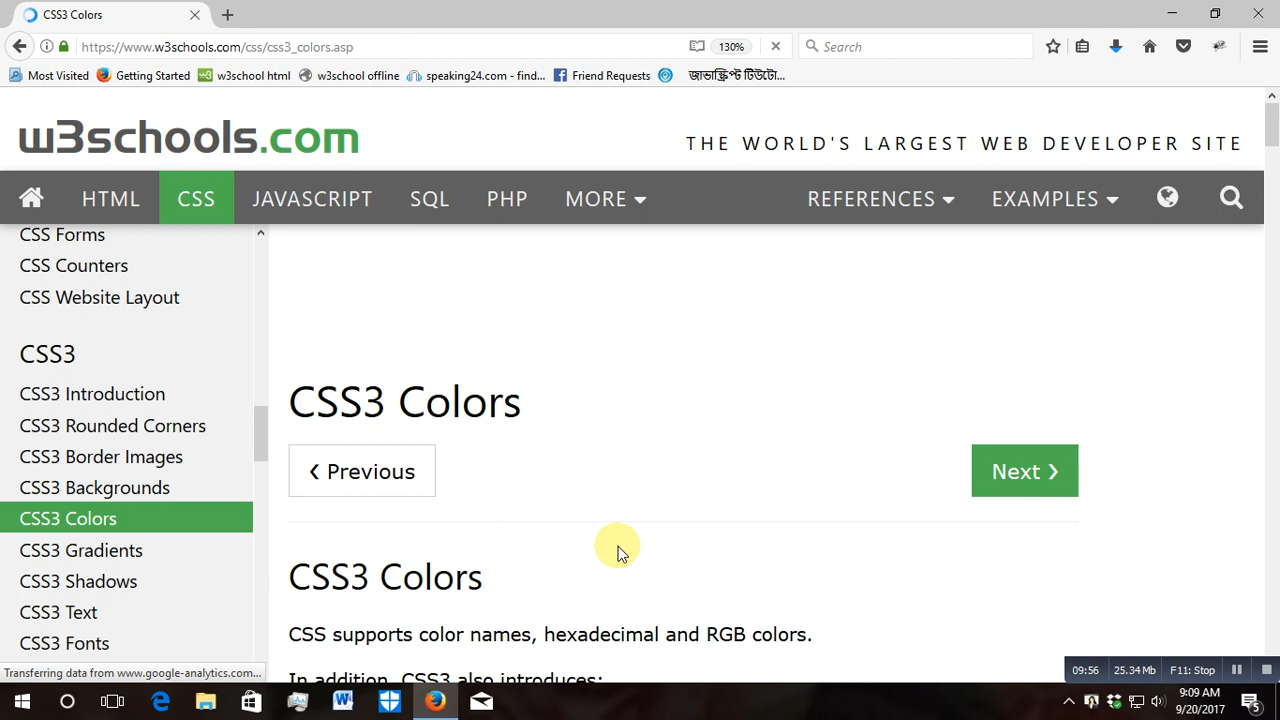 CSS3 Colors
https://www.w3schools.com/css/css3_colors.asp
130%
Search
Most Visited
Getting Started
w3school html
w3school offline
speaking24.com - find...
Friend Requests
জাভাস্ক্রিপ্ট টিউটো...
w3schools.com
THE WORLD'S LARGEST WEB DEVELOPER SITE
HTML
CSS
JAVASCRIPT
SQL
PHP
MORE
REFERENCES
EXAMPLES
CSS Forms
CSS Counters
CSS Website Layout
CSS3
CSS3 Introduction
CSS3 Rounded Corners
CSS3 Border Images
CSS3 Backgrounds
CSS3 Colors
CSS3 Gradients
CSS3 Shadows
CSS3 Text
CSS3 Fonts
CSS3 Colors
❮ Previous
Next ❯
CSS3 Colors
CSS supports color names, hexadecimal and RGB colors.
In addition, CSS3 also introduces:
Transferring data from www.google-analytics.com...
09:56
25.34 Mb
F11: Stop
9:09 AM
9/20/2017
5